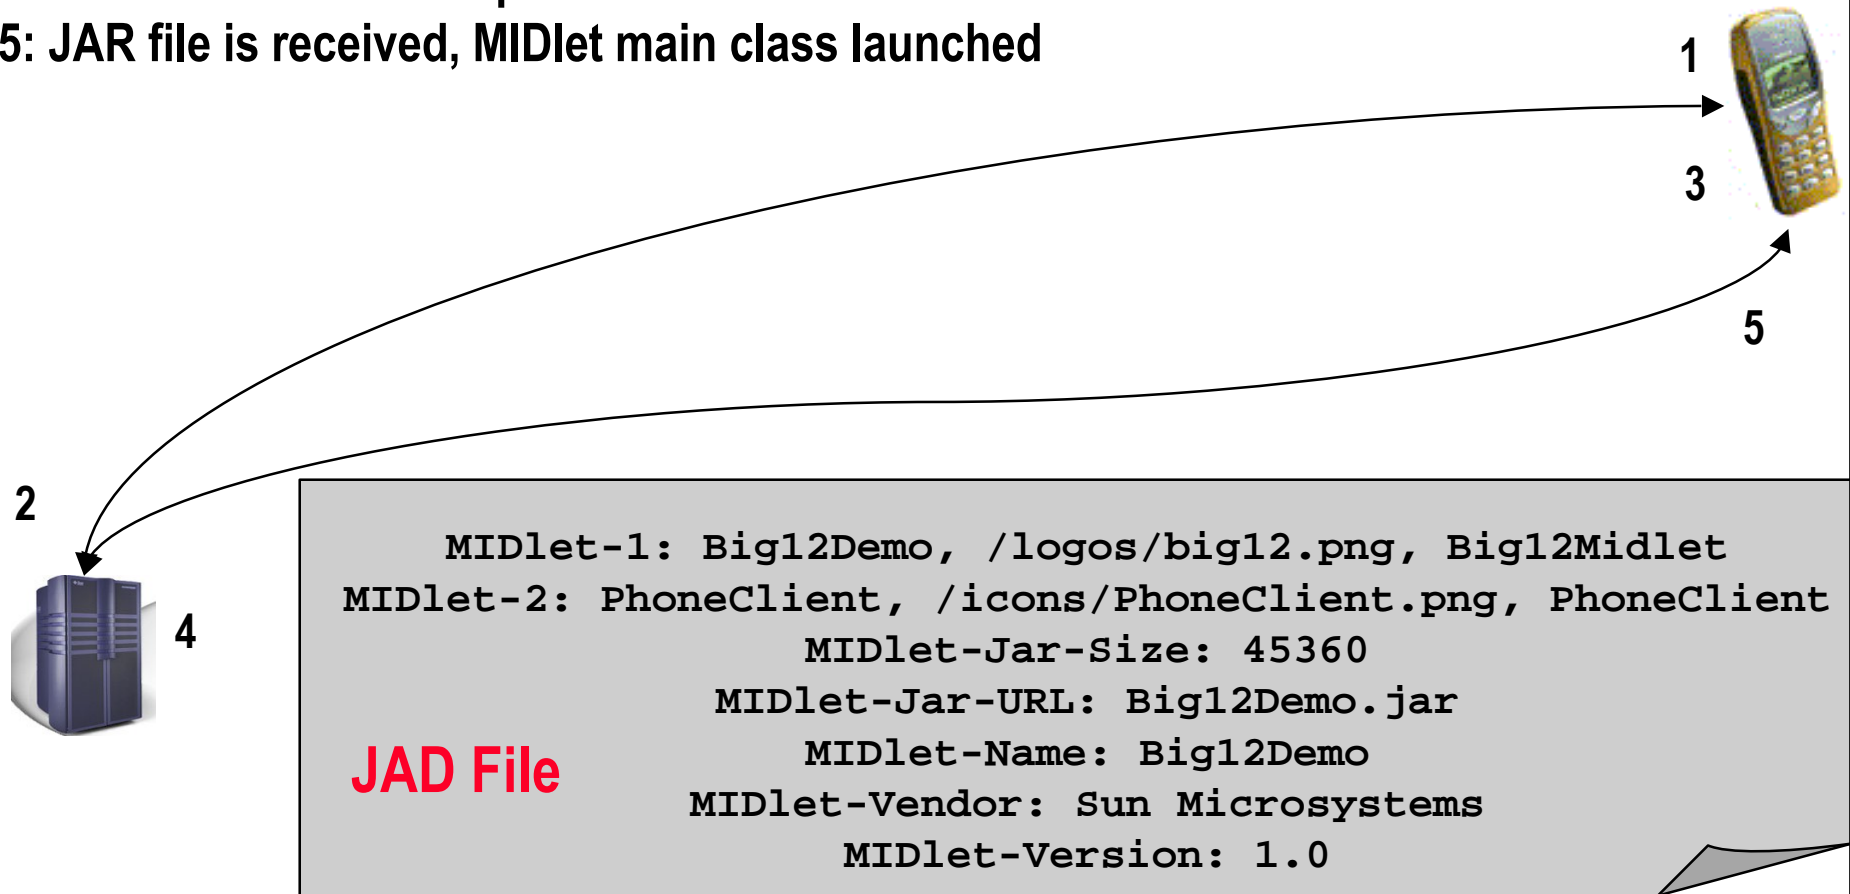 5: JAR file is received, MIDlet main class launched
1
3
5
2
4
MIDlet-1: Big12Demo, /logos/big12.png, Big12Midlet
MIDlet-2: PhoneClient, /icons/PhoneClient.png, PhoneClient
MIDlet-Jar-Size: 45360
MIDlet-Jar-URL: Big12Demo.jar
JAD File
MIDlet-Name: Big12Demo
MIDlet-Vendor: Sun Microsystems
MIDlet-Version: 1.0